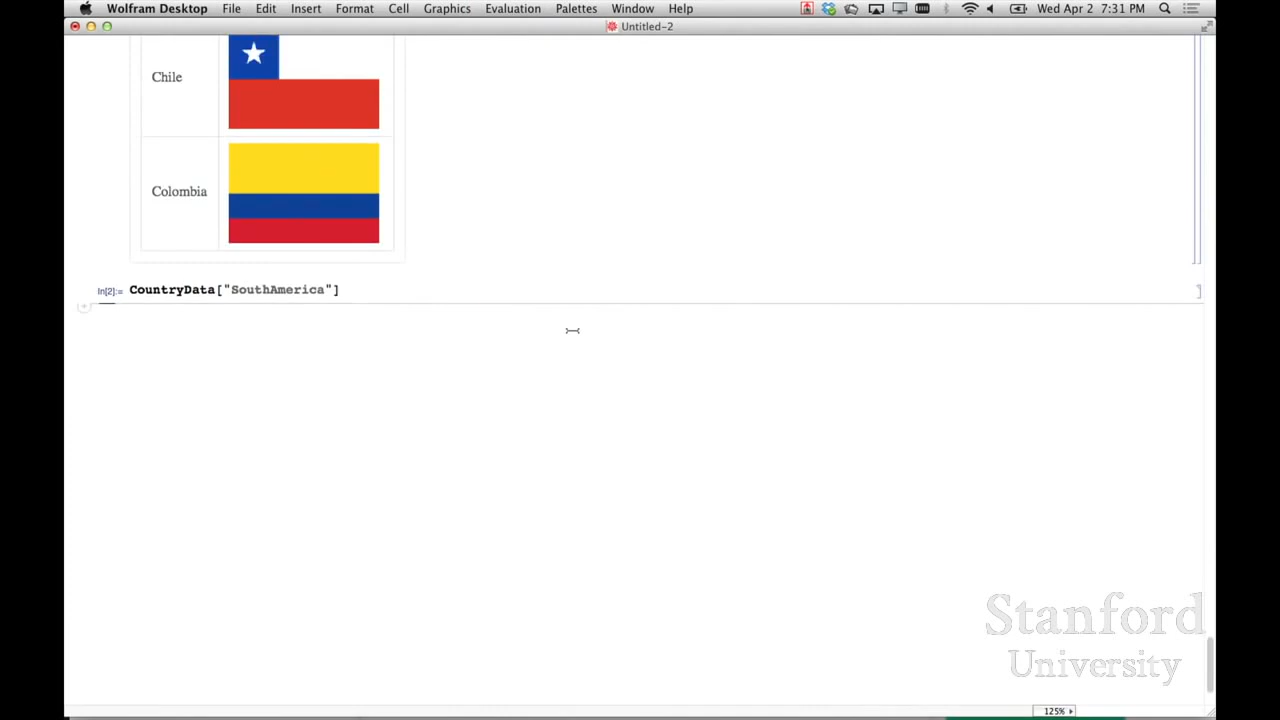 Wolfram Desktop File Edit Insert Format Cell Graphics Evaluation Palettes Window Help Wed Apr 2 7:31 PM
Untitled-2
Chile
Colombia
In[2]:= CountryData["SouthAmerica"]
Stanford
University
125%